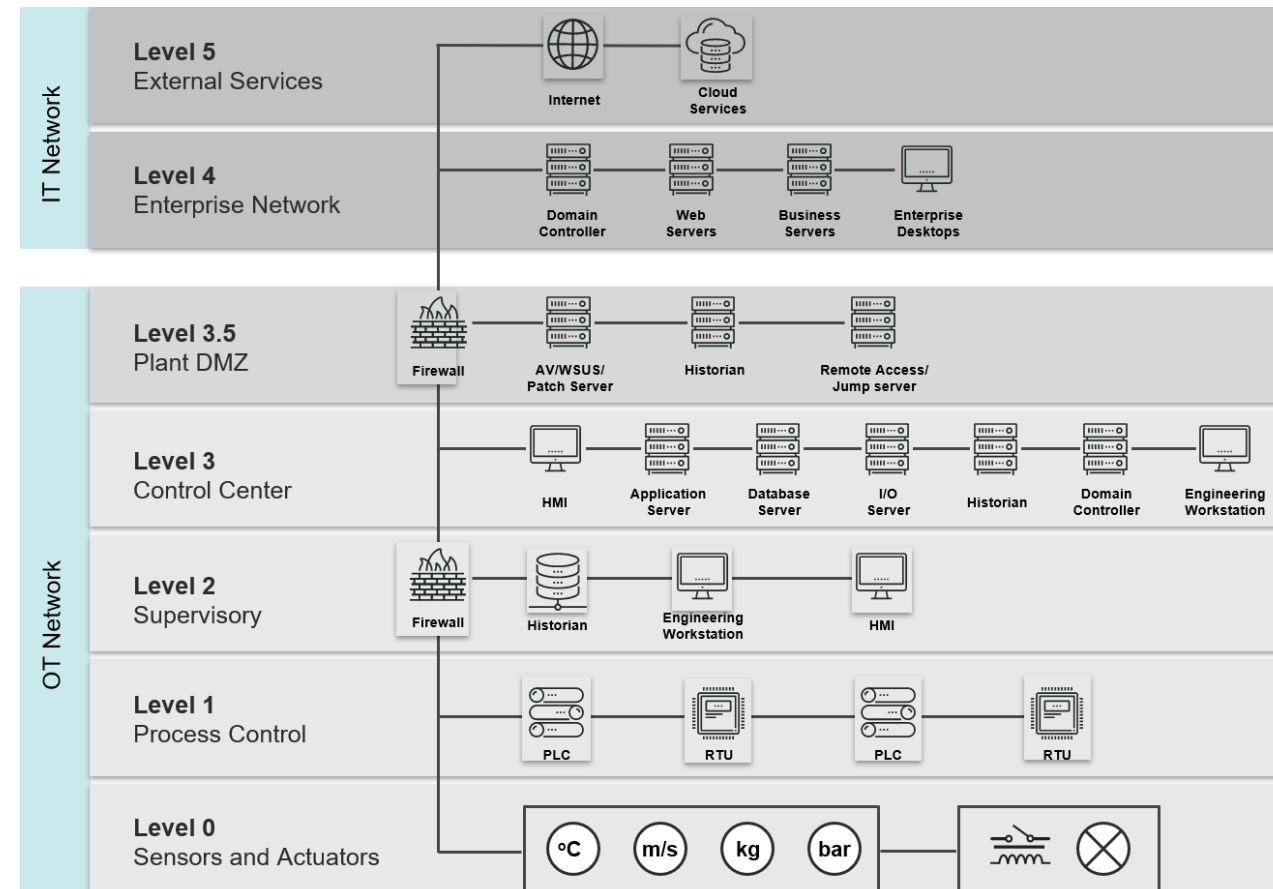 IT Network
Level 5
External Services
Internet
Cloud
Services
Level 4
Enterprise Network
Domain
Controller
Web
Servers
Business
Servers
Enterprise
Desktops
OT Network
Level 3.5
Plant DMZ
Firewall
AV/WSUS/
Patch Server
Historian
Remote Access/
Jump server
Level 3
Control Center
HMI
Application
Server
Database
Server
I/O
Server
Historian
Domain
Controller
Engineering
Workstation
Level 2
Supervisory
Firewall
Historian
Engineering
Workstation
HMI
Level 1
Process Control
PLC
RTU
PLC
RTU
Level 0
Sensors and Actuators
°C
m/s
kg
bar